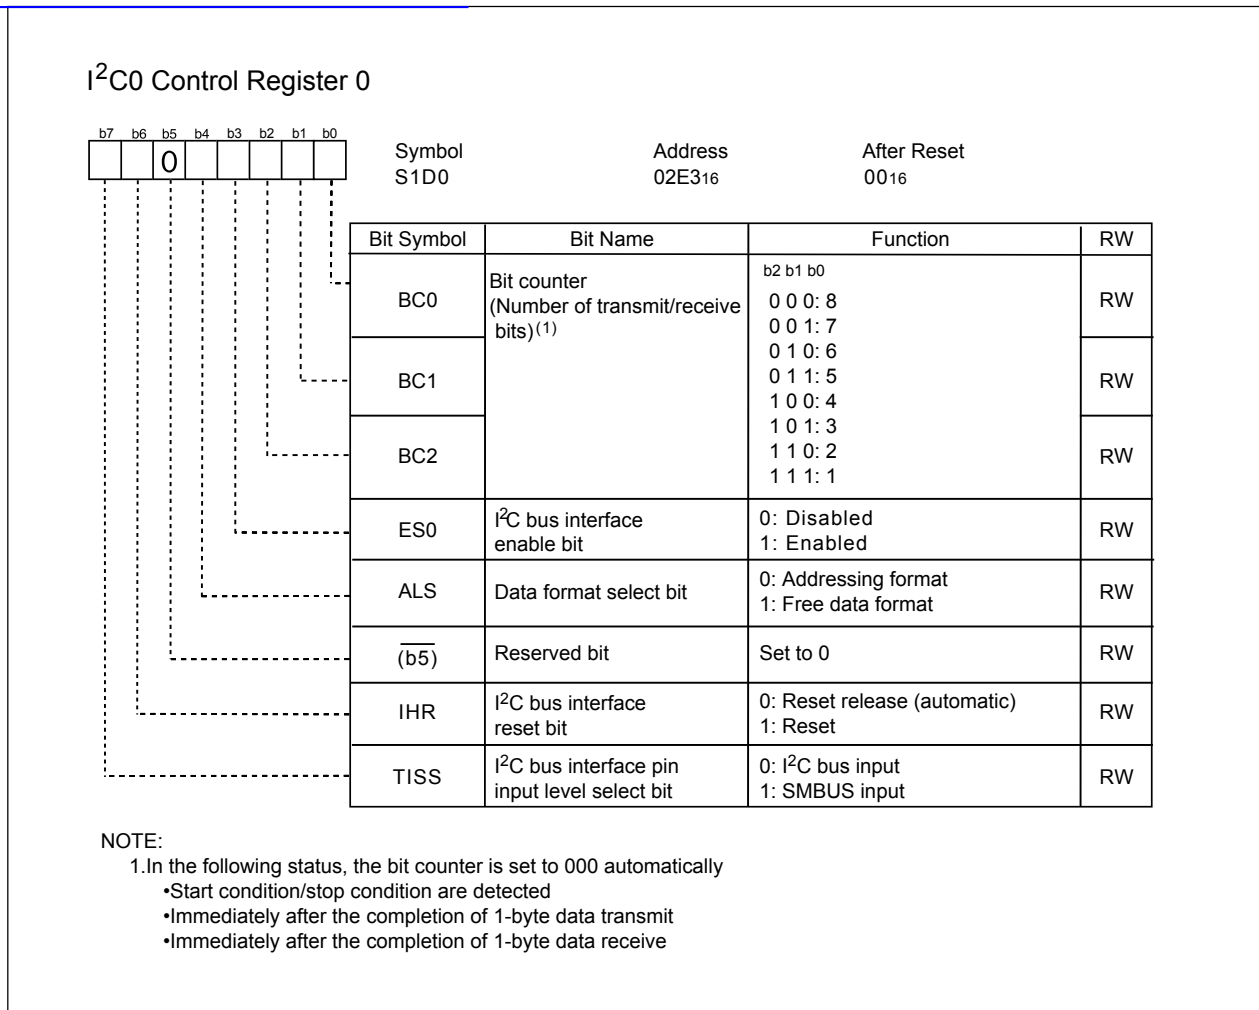 I2C0 Control Register 0
b7 b6 b5 b4 b3 b2 b1 b0
0
Symbol Address After Reset
S1D0 02E316 0016
Bit Symbol Bit Name Function RW
BC0
Bit counter
(Number of transmit/receive
bits)(1)
b2 b1 b0
0 0 0: 8
0 0 1: 7
0 1 0: 6
0 1 1: 5
1 0 0: 4
1 0 1: 3
1 1 0: 2
1 1 1: 1
RW
BC1
RW
BC2
RW
ES0
I2C bus interface
enable bit
0: Disabled
1: Enabled
RW
ALS
Data format select bit
0: Addressing format
1: Free data format
RW
(b5)
Reserved bit
Set to 0
RW
IHR
I2C bus interface
reset bit
0: Reset release (automatic)
1: Reset
RW
TISS
I2C bus interface pin
input level select bit
0: I2C bus input
1: SMBUS input
RW
NOTE:
1.In the following status, the bit counter is set to 000 automatically
•Start condition/stop condition are detected
•Immediately after the completion of 1-byte data transmit
•Immediately after the completion of 1-byte data receive